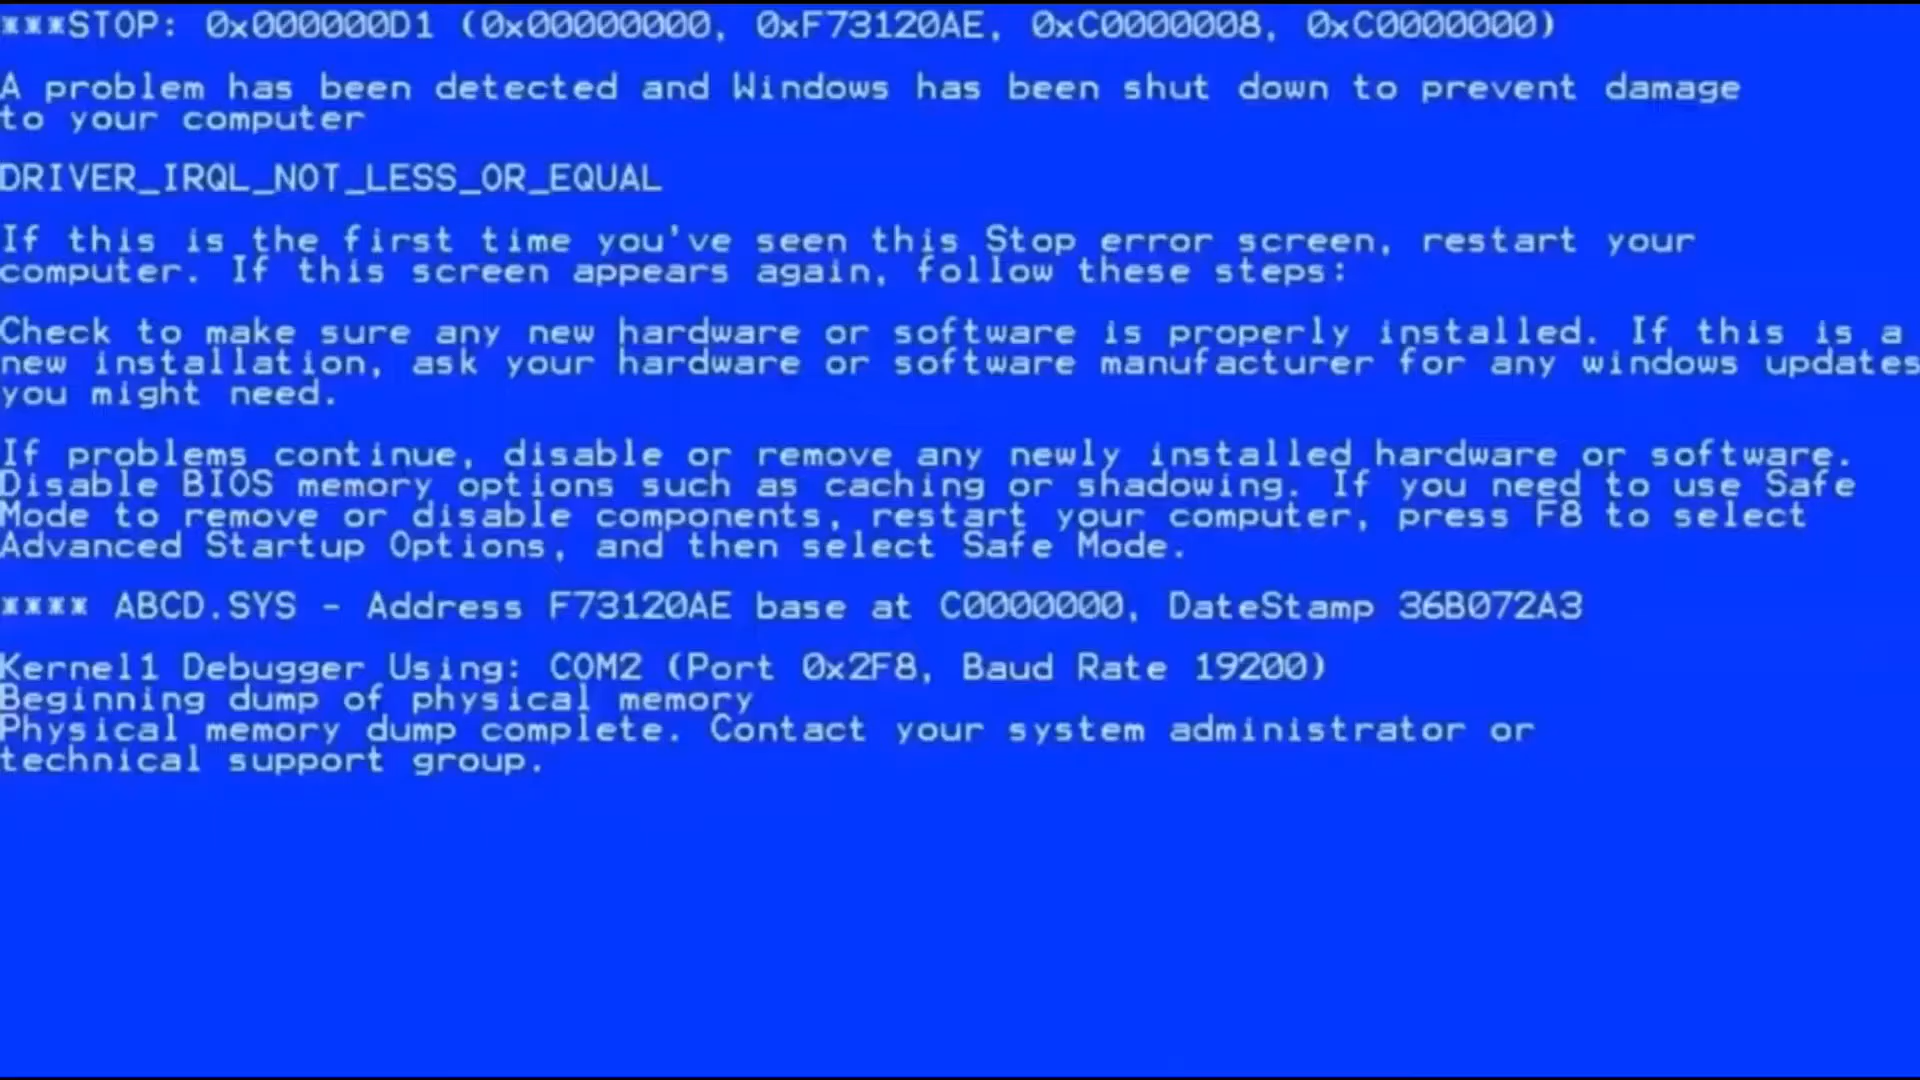 ***STOP: 0x000000D1 (0x00000000, 0xF73120AE, 0xC0000008, 0xC0000000)
A problem has been detected and Windows has been shut down to prevent damage
to your computer
DRIVER_IRQL_NOT_LESS_OR_EQUAL
If this is the first time you've seen this Stop error screen, restart your
computer. If this screen appears again, follow these steps:
Check to make sure any new hardware or software is properly installed. If this is a
new installation, ask your hardware or software manufacturer for any windows updates
you might need.
If problems continue, disable or remove any newly installed hardware or software.
Disable BIOS memory options such as caching or shadowing. If you need to use Safe
Mode to remove or disable components, restart your computer, press F8 to select
Advanced Startup Options, and then select Safe Mode.
**** ABCD.SYS - Address F73120AE base at C0000000, DateStamp 36B072A3
Kernel1 Debugger Using: COM2 (Port 0x2F8, Baud Rate 19200)
Beginning dump of physical memory
Physical memory dump complete. Contact your system administrator or
technical support group.